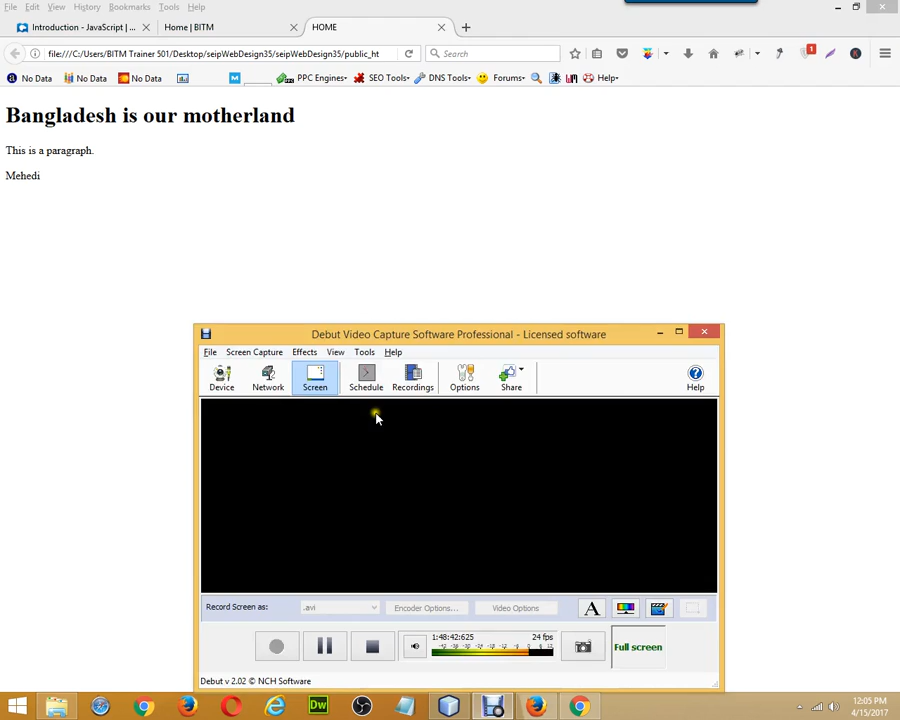 File Edit View History Bookmarks Tools Help
Introduction - JavaScript | ... Home | BITM HOME
file:///C:/Users/BITM Trainer 501/Desktop/seipWebDesign35/seipWebDesign35/public_ht Search 1
No Data No Data No Data PPC Engines SEO Tools DNS Tools Forums Help
Bangladesh is our motherland
This is a paragraph.
Mehedi
Debut Video Capture Software Professional - Licensed software
File Screen Capture Effects View Tools Help
Device Network Screen Schedule Recordings Options Share Help
Record Screen as: .avi Encoder Options... Video Options A
1:48:42:625 24 fps
Full screen
Debut v 2.02 © NCH Software
Dw 12:05 PM
4/15/2017